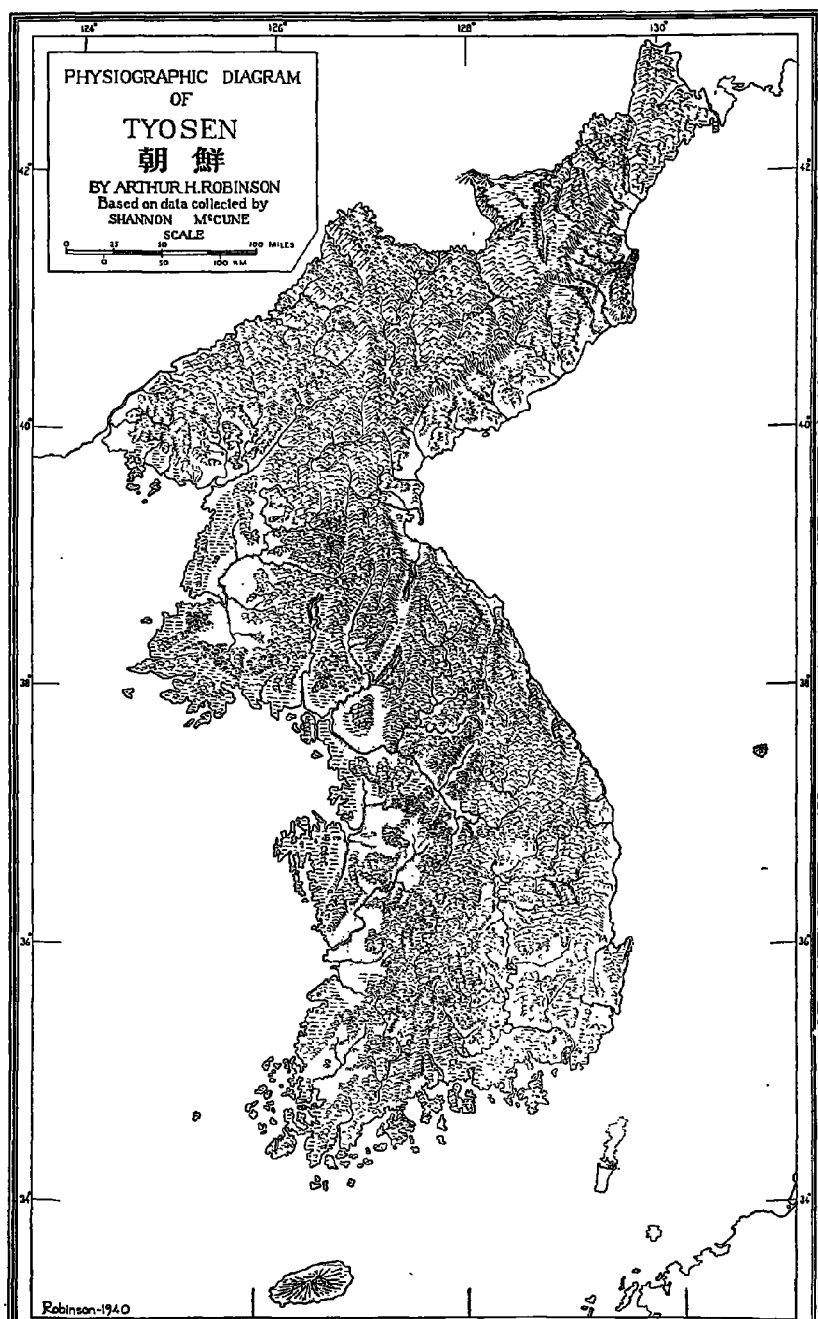 124° 126° 128° 130°
PHYSIOGRAPHIC DIAGRAM
OF
TYOSEN
朝鮮
BY ARTHUR H. ROBINSON
Based on data collected by
SHANNON McCUNE
SCALE
0 25 50 100 MILES
0 50 100 KM
42° 42°
40° 40°
38° 38°
36° 36°
34° 34°
Robinson-1940
126° 128°